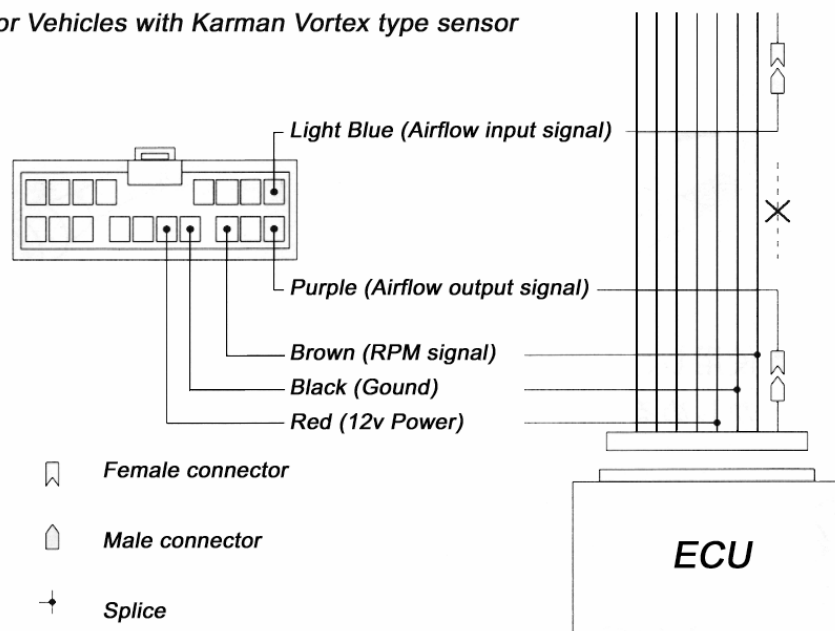 or Vehicles with Karman Vortex type sensor
Light Blue (Airflow input signal)
Purple (Airflow output signal)
Brown (RPM signal)
Black (Gound)
Red (12v Power)
Female connector
Male connector
Splice
ECU